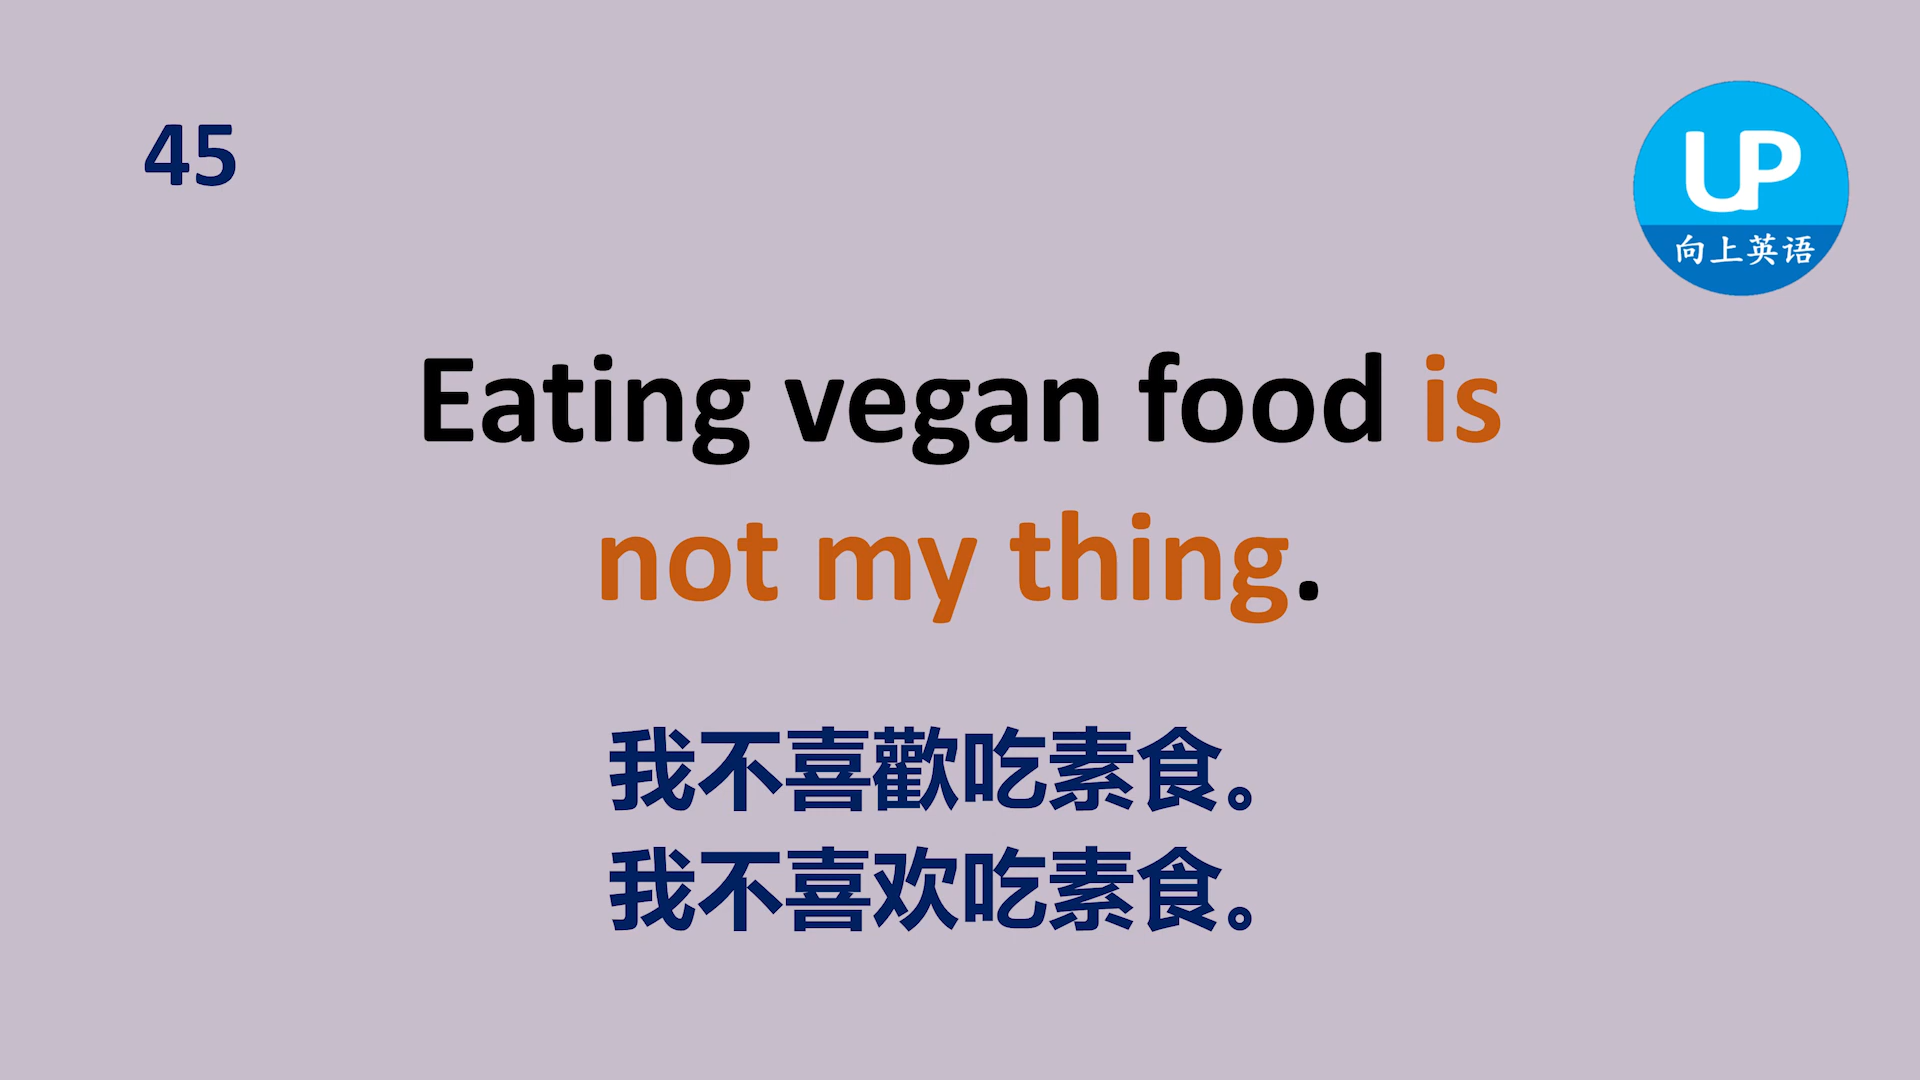 45
UP
向上英语
Eating vegan food is
not my thing.
我不喜歡吃素食。
我不喜欢吃素食。